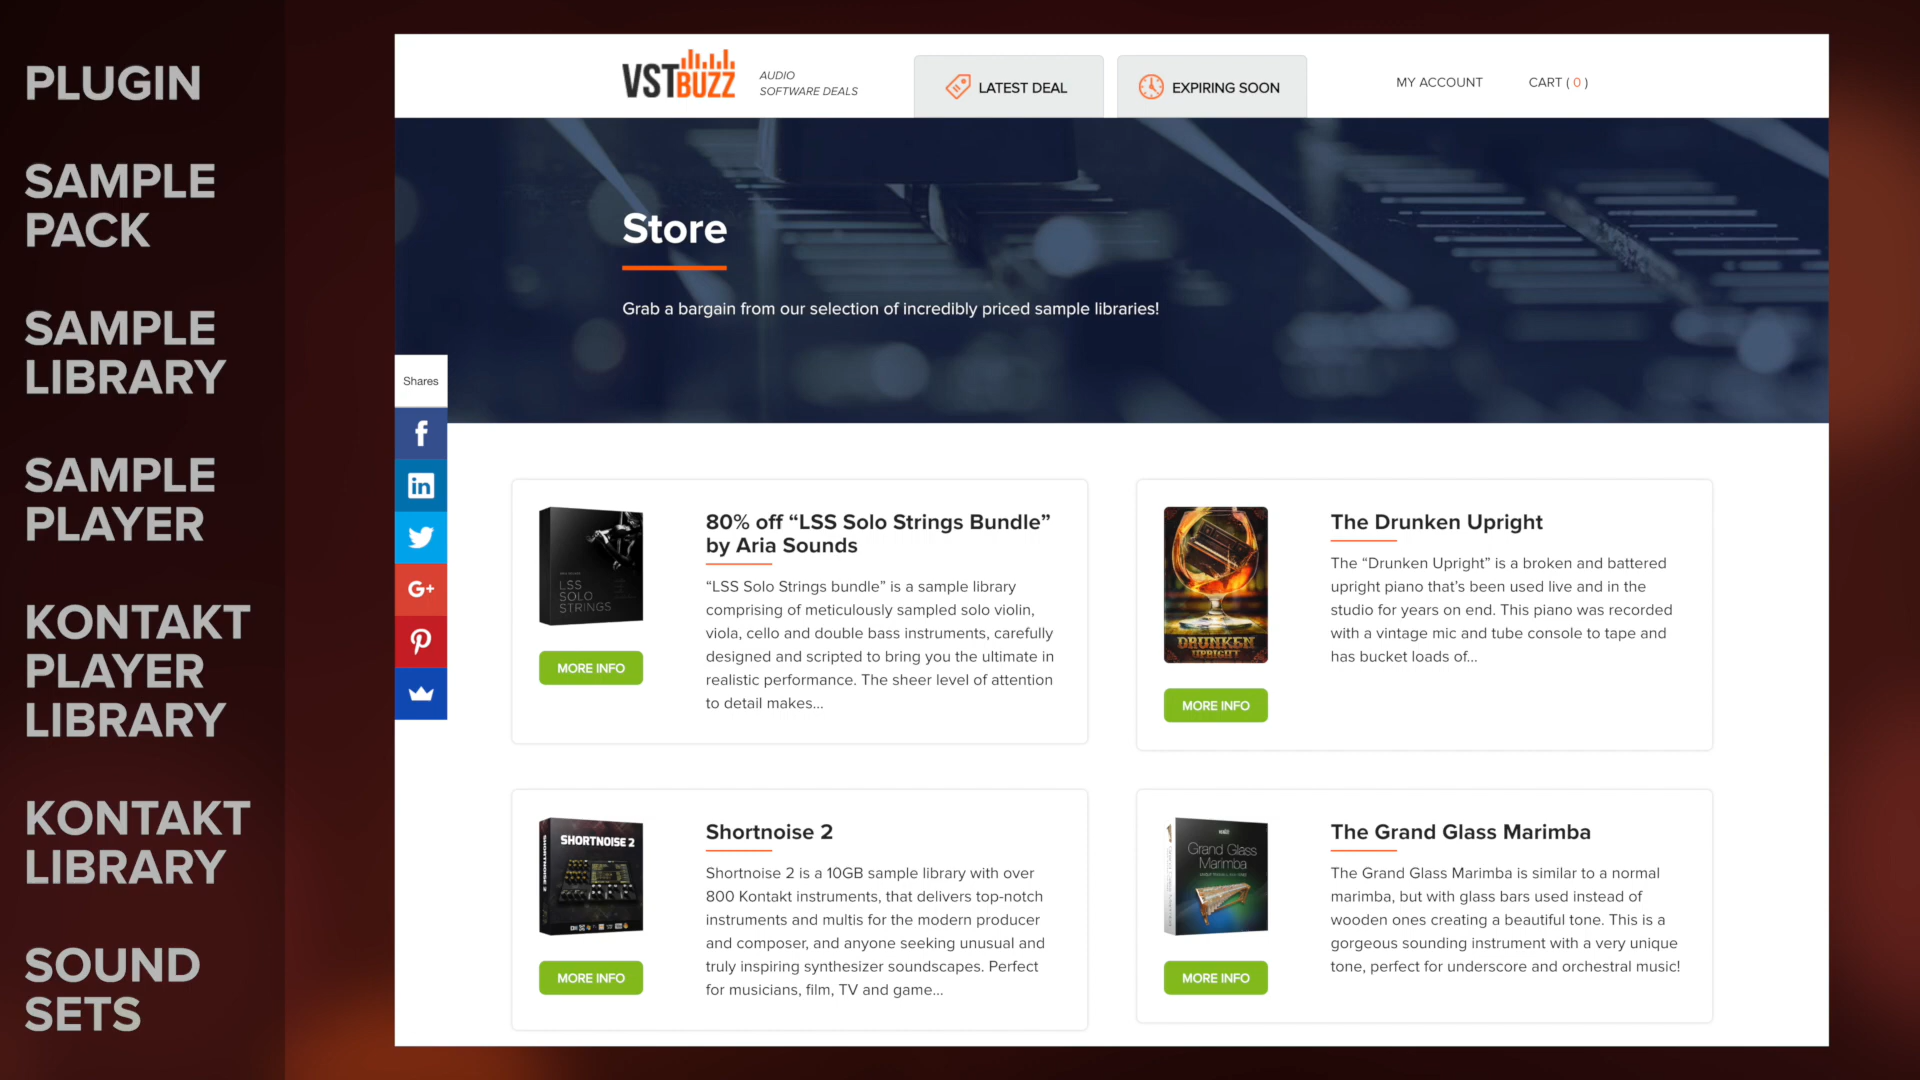 PLUGIN
SAMPLE
PACK
SAMPLE
LIBRARY
SAMPLE
PLAYER
KONTAKT
PLAYER
LIBRARY
KONTAKT
LIBRARY
SOUND
SETS
VSTBUZZ
AUDIO
SOFTWARE DEALS
LATEST DEAL
EXPIRING SOON
MY ACCOUNT
CART ( 0 )
Store
Grab a bargain from our selection of incredibly priced sample libraries!
Shares
LSS
SOLO
STRINGS
MORE INFO
80% off “LSS Solo Strings Bundle”
by Aria Sounds
“LSS Solo Strings bundle” is a sample library
comprising of meticulously sampled solo violin,
viola, cello and double bass instruments, carefully
designed and scripted to bring you the ultimate in
realistic performance. The sheer level of attention
to detail makes...
DRUNKEN
UPRIGHT
MORE INFO
The Drunken Upright
The “Drunken Upright” is a broken and battered
upright piano that’s been used live and in the
studio for years on end. This piano was recorded
with a vintage mic and tube console to tape and
has bucket loads of...
SHORTNOISE 2
SHORTNOISE 2
MORE INFO
Shortnoise 2
Shortnoise 2 is a 10GB sample library with over
800 Kontakt instruments, that delivers top-notch
instruments and multis for the modern producer
and composer, and anyone seeking unusual and
truly inspiring synthesizer soundscapes. Perfect
for musicians, film, TV and game...
Grand Glass
Marimba
MORE INFO
The Grand Glass Marimba
The Grand Glass Marimba is similar to a normal
marimba, but with glass bars used instead of
wooden ones creating a beautiful tone. This is a
gorgeous sounding instrument with a very unique
tone, perfect for underscore and orchestral music!